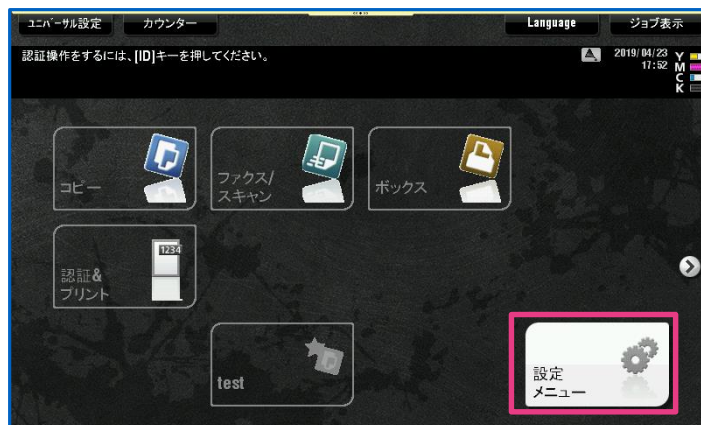 ユニバーサル設定
カウンター
Language
ジョブ表示
認証操作をするには、[ID]キーを押してください。
2019/04/23
17:52
Y
M
C
K
コピー
ファクス/
スキャン
ボックス
1234
認証&
プリント
test
設定
メニュー